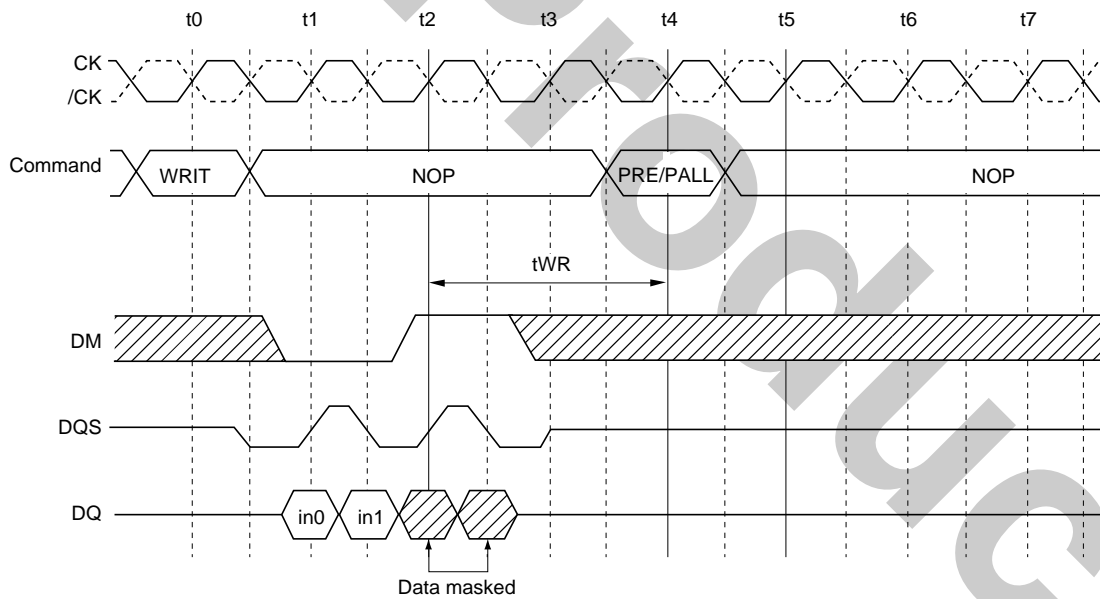 t0 t1 t2 t3 t4 t5 t6 t7
CK
/CK
Command WRIT NOP PRE/PALL NOP
tWR
DM
DQS
DQ in0 in1
Data masked